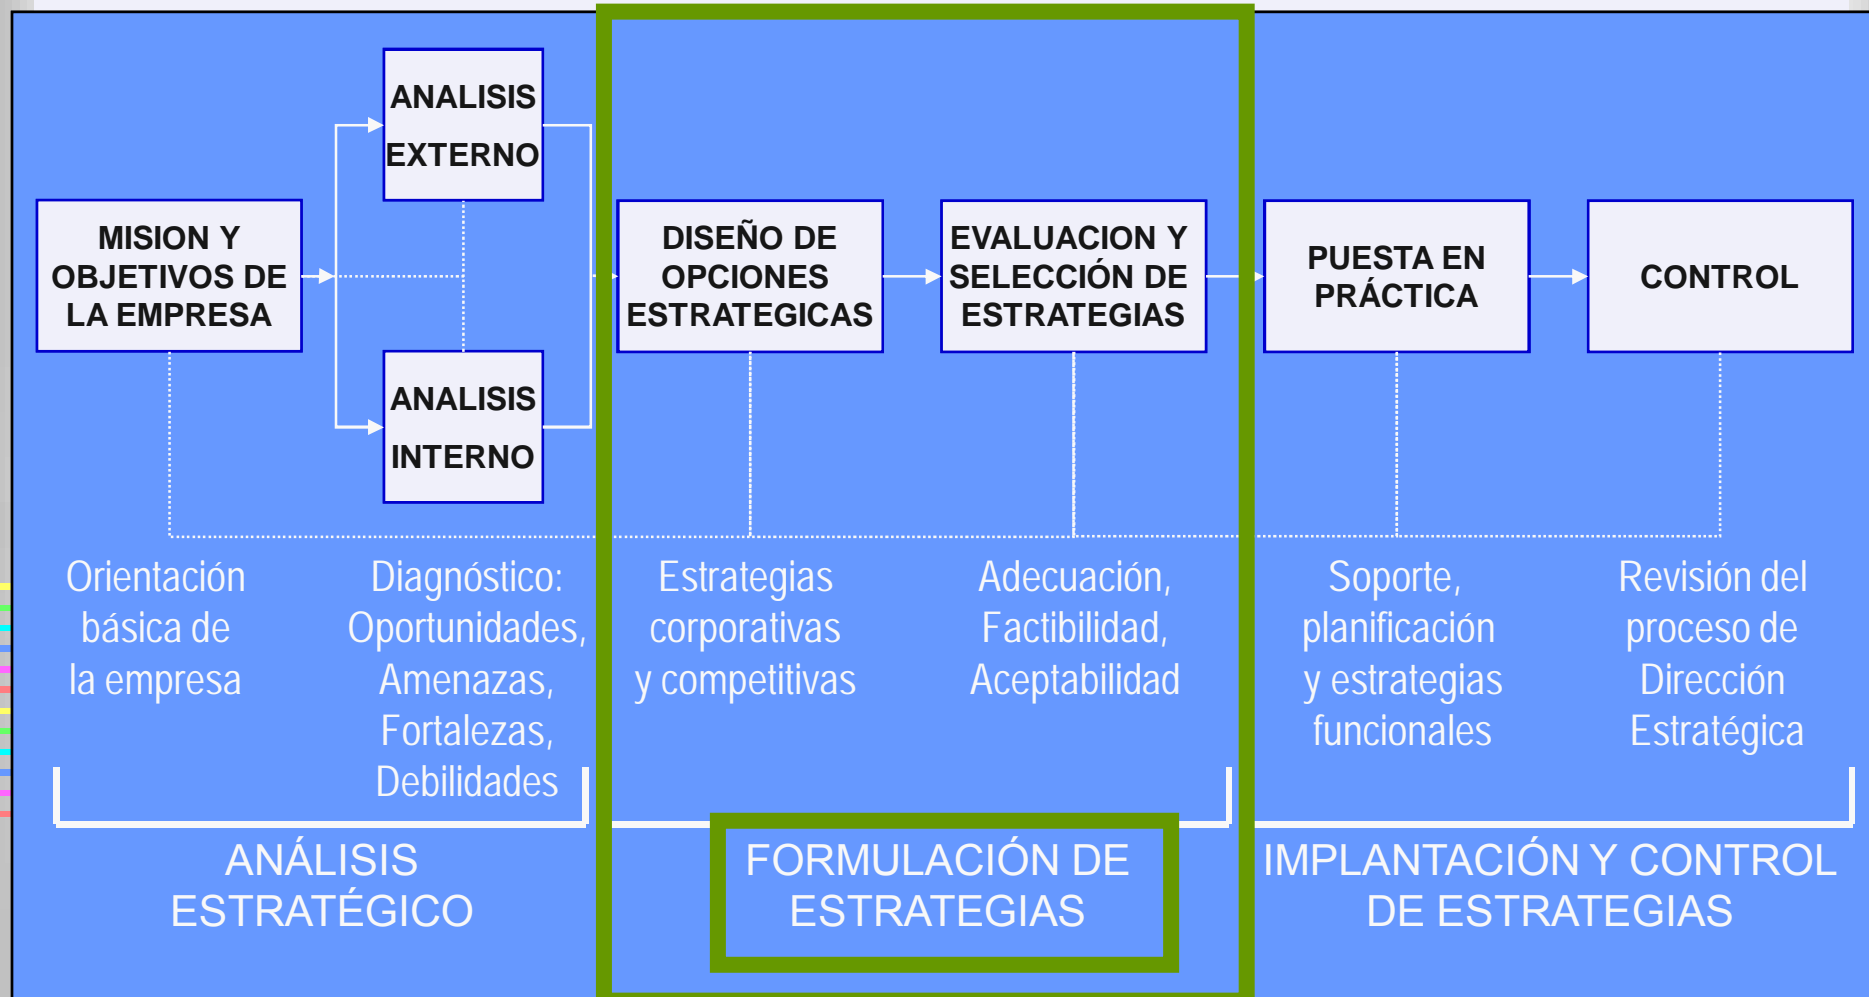 ANALISIS
EXTERNO
MISION Y
OBJETIVOS DE
LA EMPRESA
ANALISIS
INTERNO
DISEÑO DE
OPCIONES
ESTRATEGICAS
EVALUACION Y
SELECCIÓN DE
ESTRATEGIAS
PUESTA EN
PRÁCTICA
CONTROL
Orientación
básica de
la empresa
Diagnóstico:
Oportunidades,
Amenazas,
Fortalezas,
Debilidades
Estrategias
corporativas
y competitivas
Adecuación,
Factibilidad,
Aceptabilidad
Soporte,
planificación
y estrategias
funcionales
Revisión del
proceso de
Dirección
Estratégica
ANÁLISIS
ESTRATÉGICO
FORMULACIÓN DE
ESTRATEGIAS
IMPLANTACIÓN Y CONTROL
DE ESTRATEGIAS